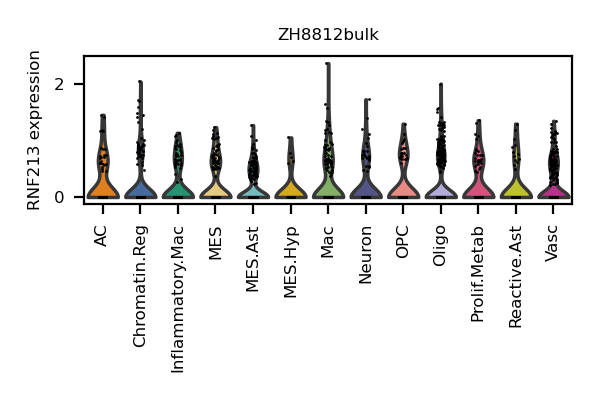 ZH8812bulk
RNF213 expression
2
0
AC
Chromatin.Reg
Inflammatory.Mac
MES
MES.Ast
MES.Hyp
Mac
Neuron
OPC
Oligo
Prolif.Metab
Reactive.Ast
Vasc